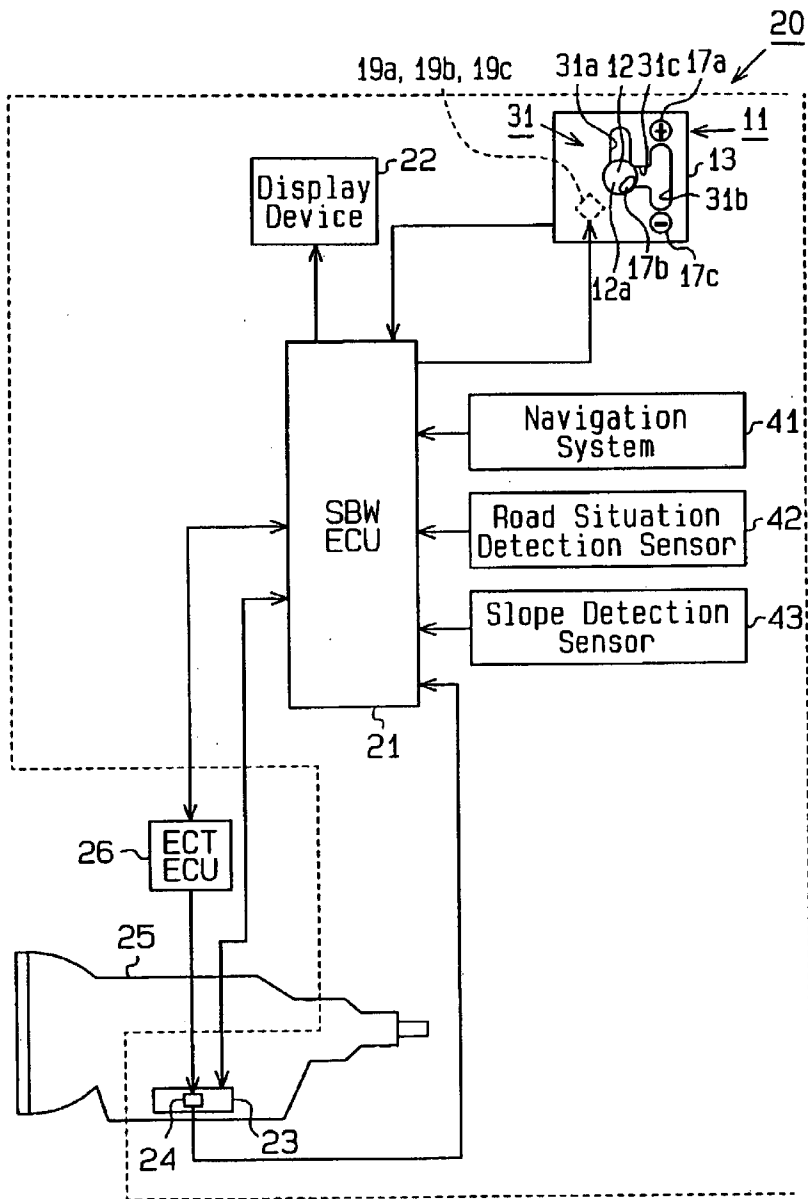 20
19a, 19b, 19c
31a 12 31c 17a
31
11
+
13
22
Display
Device
31b
−
17b 17c
12a
Navigation
System
41
SBW
ECU
Road Situation
Detection Sensor
42
Slope Detection
Sensor
43
21
ECT
ECU
26
25
24
23